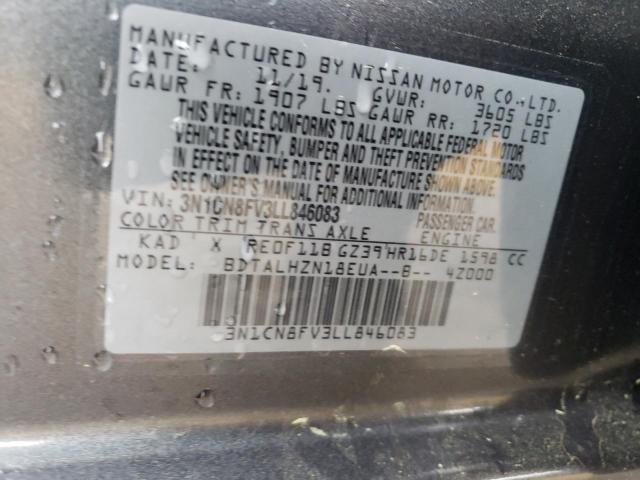 MANUFACTURED BY NISSAN MOTOR CO.,LTD.
DATE: 11/19. GVWR: 3605 LBS
GAWR FR: 1907 LBS GAWR RR: 1720 LBS
THIS VEHICLE CONFORMS TO ALL APPLICABLE FEDERAL MOTOR
VEHICLE SAFETY, BUMPER AND THEFT PREVENTION STANDARDS
IN EFFECT ON THE DATE OF MANUFACTURE SHOWN ABOVE.
SEE OWNER'S MANUAL FOR ADDITIONAL INFORMATION
VIN: 3N1CN8FV3LL846083 PASSENGER CAR.
COLOR TRIM TRANS AXLE ENGINE
KAD X RE0F11B GZ39 HR16DE 1598 CC
MODEL: BDTALHZN18EUA--B-- 4Z000
3N1CN8FV3LL846083